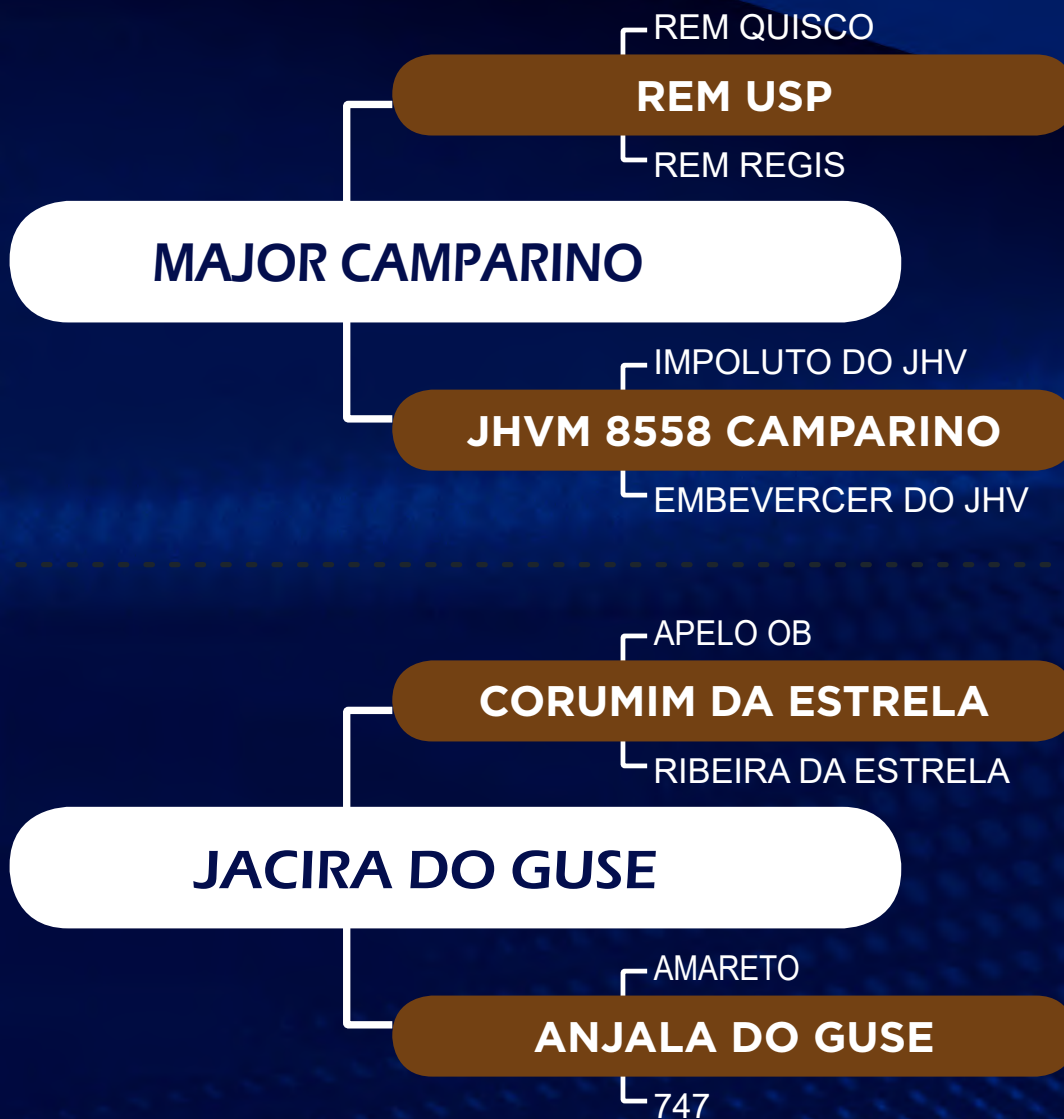 REM QUISCO
REM USP
REM REGIS
MAJOR CAMPARINO
IMPOLUTO DO JHV
JHVM 8558 CAMPARINO
EMBEVERCER DO JHV
APELO OB
CORUMIM DA ESTRELA
RIBEIRA DA ESTRELA
JACIRA DO GUSE
AMARETO
ANJALA DO GUSE
747